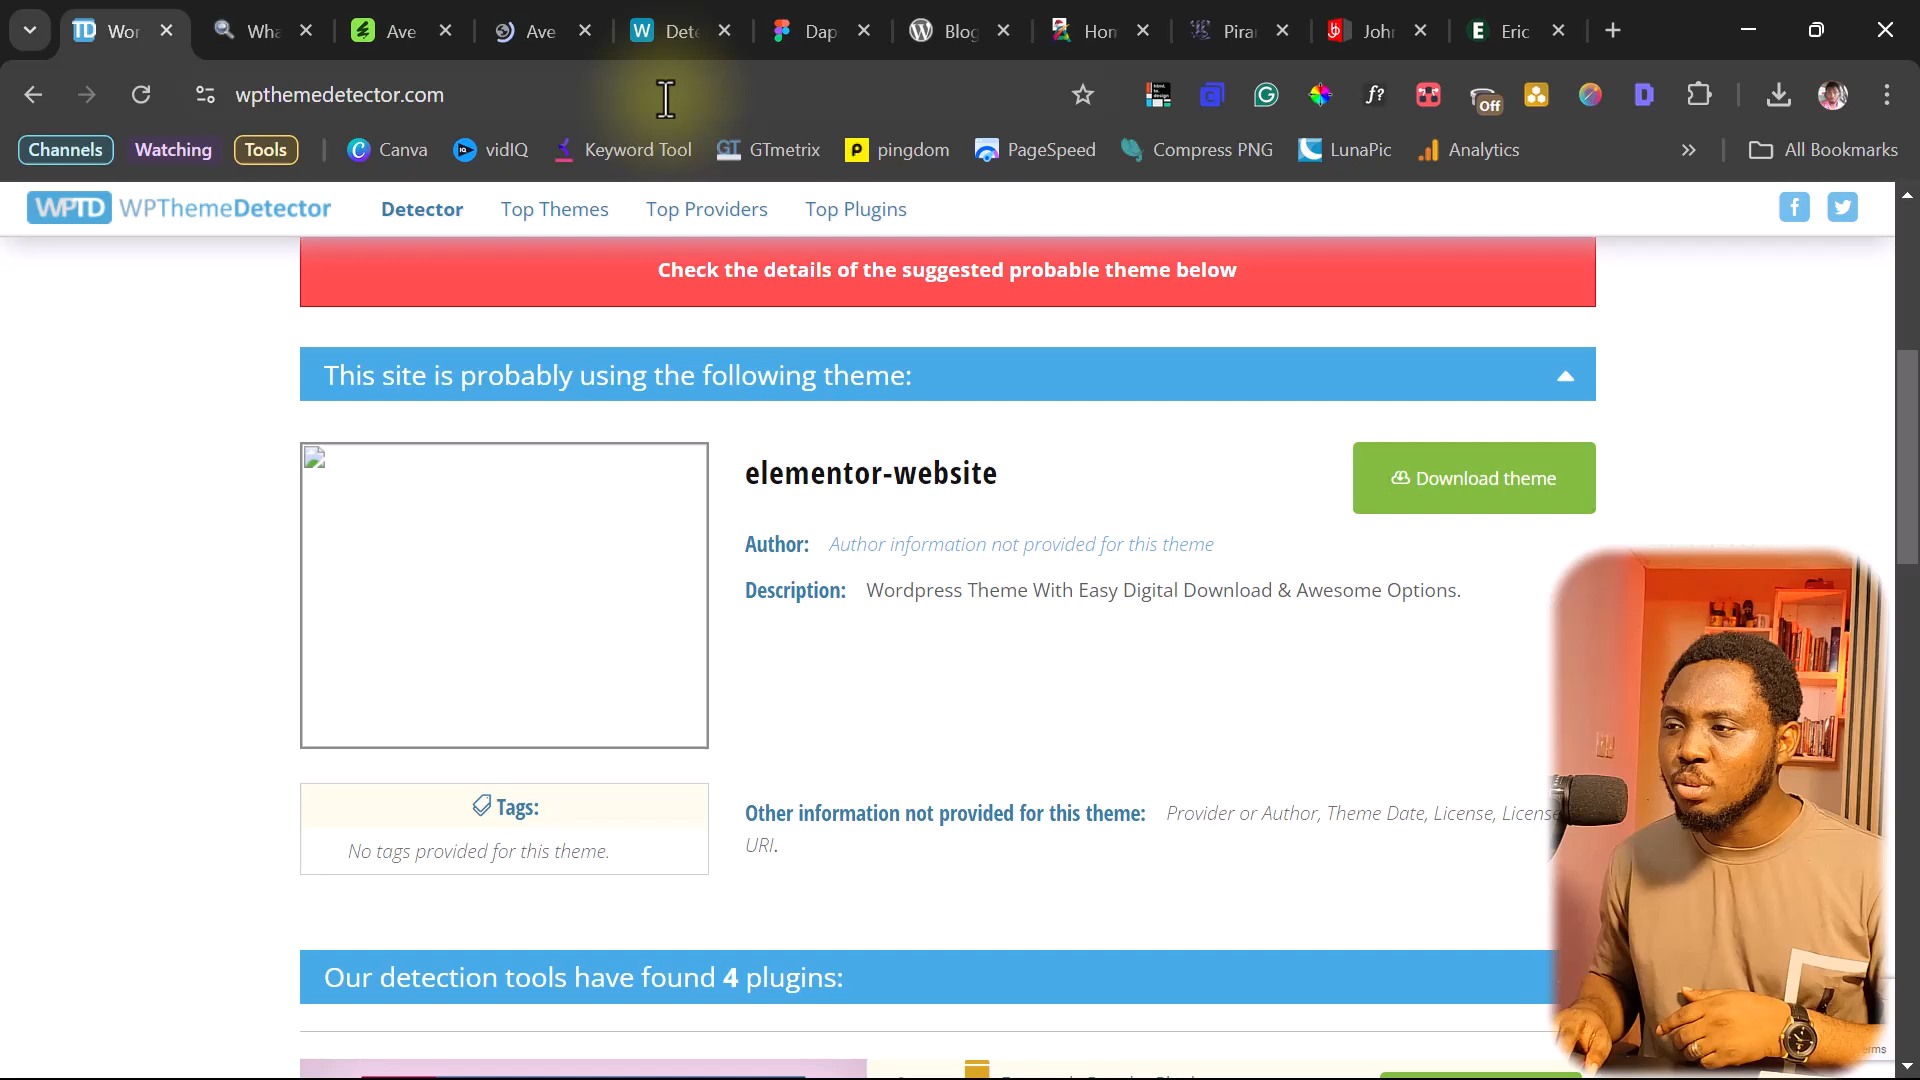 Wor
Wha
Ave
Ave
Dete
Dap
Blog
Hom
Pira
John
Eric
wpthemedetector.com
f?
Off
Channels
Watching
Tools
Canva
vidIQ
Keyword Tool
GTmetrix
pingdom
PageSpeed
Compress PNG
LunaPic
Analytics
All Bookmarks
WPTD WPThemeDetector
Detector
Top Themes
Top Providers
Top Plugins
Check the details of the suggested probable theme below
This site is probably using the following theme:
elementor-website
Download theme
Author: Author information not provided for this theme
Description: Wordpress Theme With Easy Digital Download & Awesome Options.
Tags:
No tags provided for this theme.
Other information not provided for this theme: Provider or Author, Theme Date, License, License
URI.
Our detection tools have found 4 plugins: